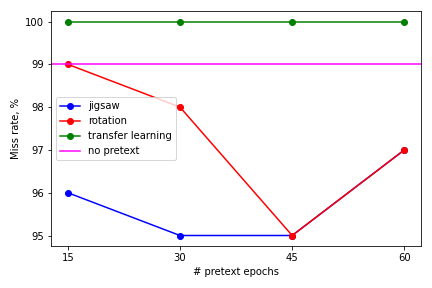 100
99
98
97
96
95
Miss rate, %
jigsaw
rotation
transfer learning
no pretext
15 30 45 60
# pretext epochs